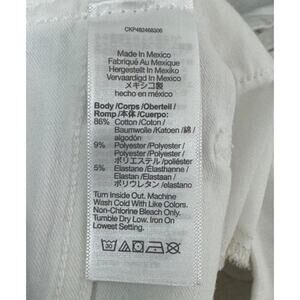 CKP482468306
Made In Mexico
Fabriqué Au Mexique
Hergestellt In Mexiko
Vervaardigd In Mexico
メキシコ製
hecho en méxico
Body /Corps /Oberteil /
Romp /本体 /Cuerpo:
86% Cotton /Coton /
Baumwolle /Katoen /綿 /
algodón
9% Polyester /Polyester /
Polyester /Polyester /
ポリエステル /poliéster
5% Elastane /Elasthanne /
Elastan /Elastaan /
ポリウレタン /elastano
Turn Inside Out. Machine
Wash Cold With Like Colors.
Non-Chlorine Bleach Only.
Tumble Dry Low. Iron On
Lowest Setting.
30